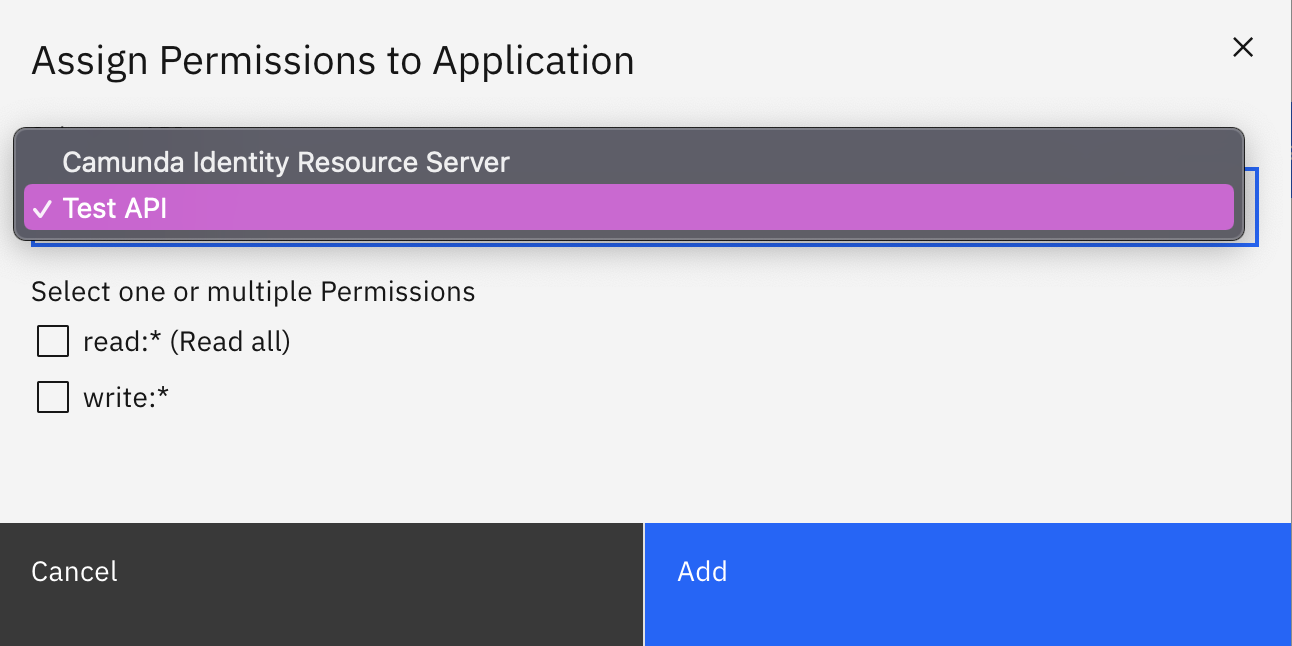 Assign Permissions to Application
Camunda Identity Resource Server
✓ Test API
Select one or multiple Permissions
read:* (Read all)
write:*
Cancel
Add